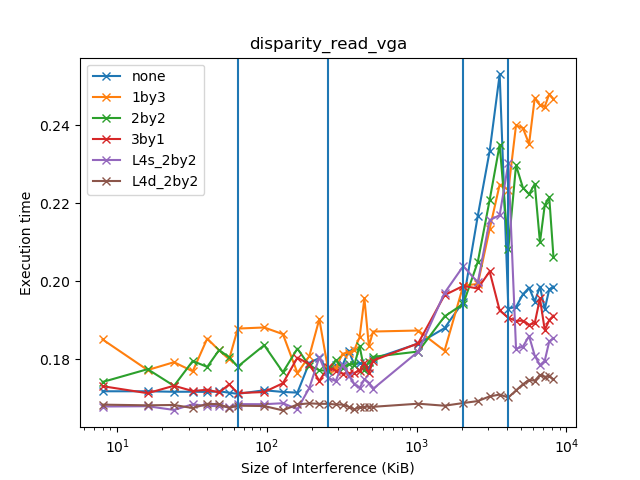 disparity_read_vga
none
1by3
2by2
3by1
L4s_2by2
L4d_2by2
Execution time
0.24
0.22
0.20
0.18
10¹
10²
10³
10⁴
Size of Interference (KiB)